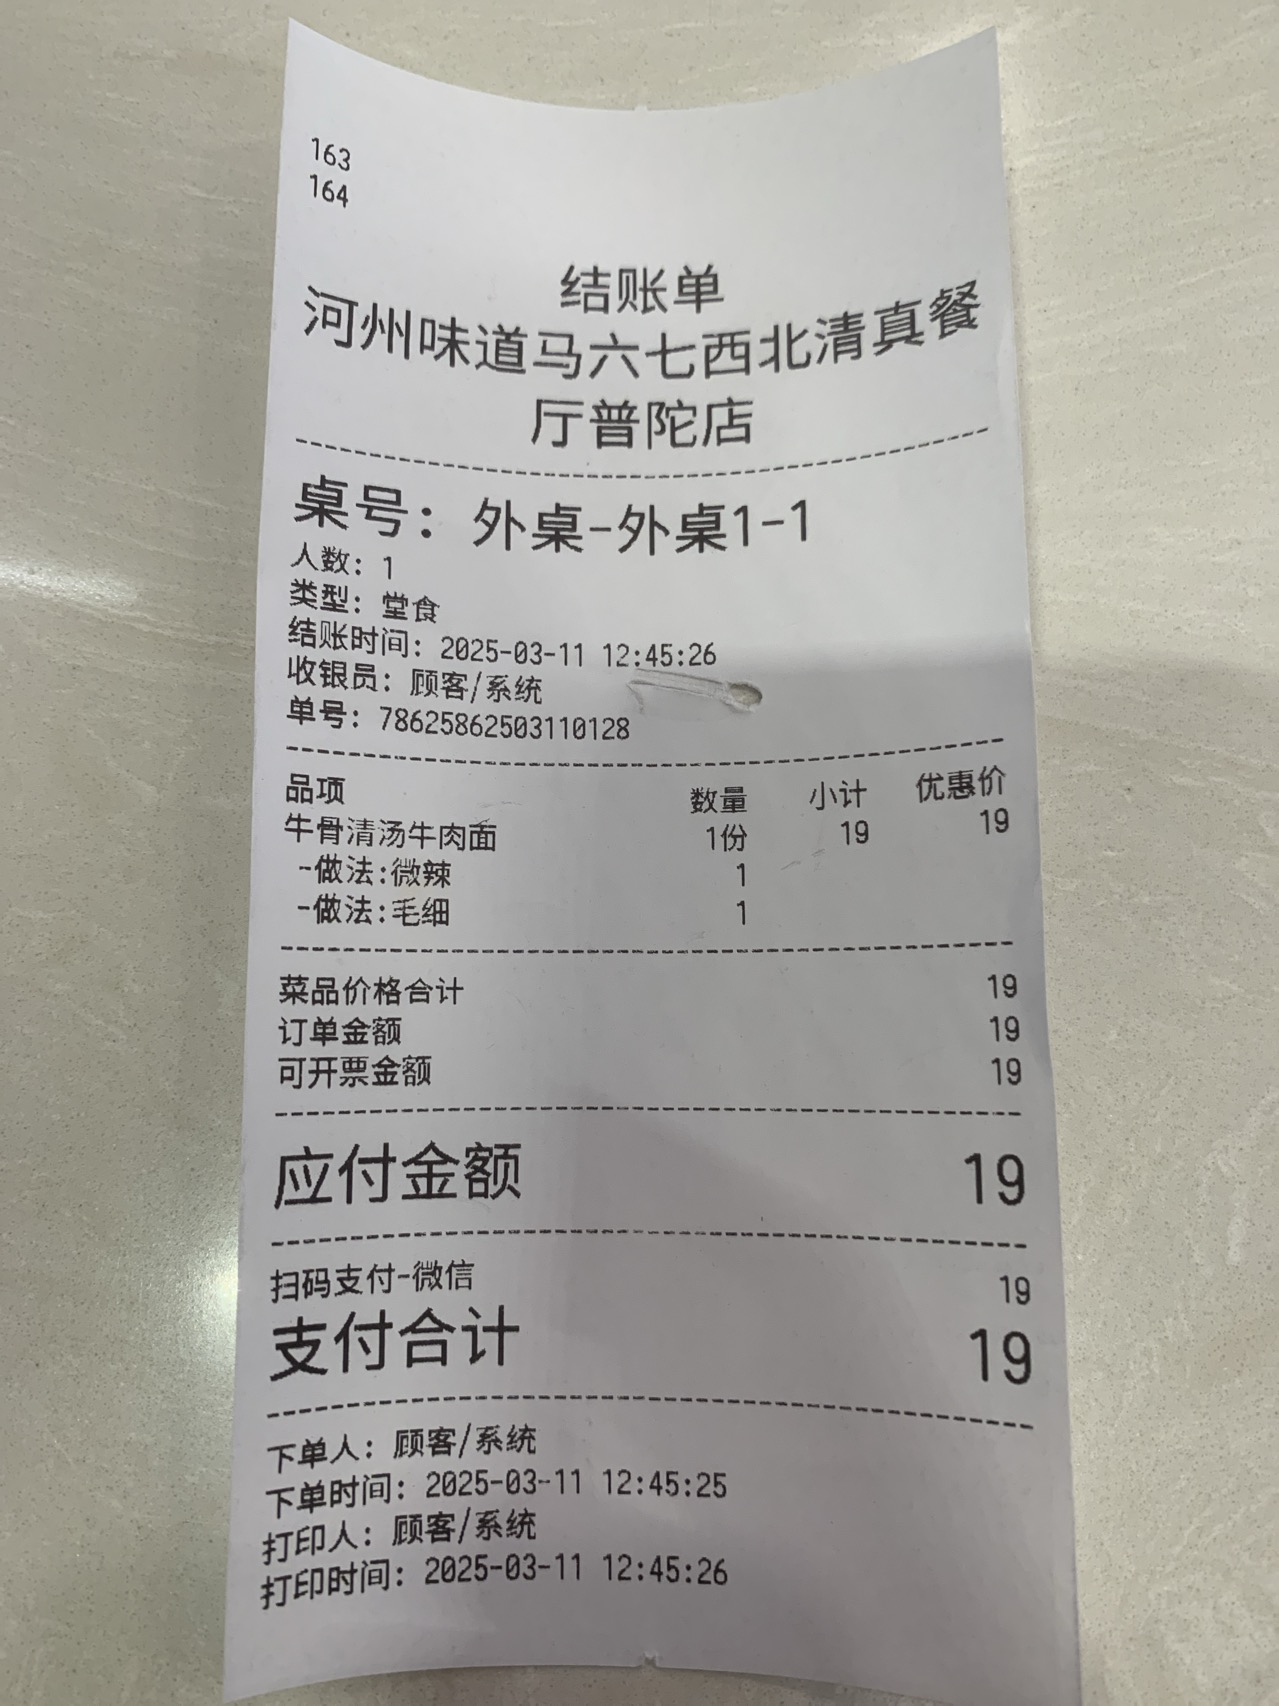 163
164
结账单
河州味道马六七西北清真餐
厅普陀店
桌号：外桌-外桌1-1
人数：1
类型：堂食
结账时间：2025-03-11 12:45:26
收银员：顾客/系统
单号：78625862503110128
品项 数量 小计 优惠价
牛骨清汤牛肉面 1份 19 19
-做法:微辣 1
-做法:毛细 1
菜品价格合计 19
订单金额 19
可开票金额 19
应付金额 19
扫码支付-微信 19
支付合计 19
下单人：顾客/系统
下单时间：2025-03-11 12:45:25
打印人：顾客/系统
打印时间：2025-03-11 12:45:26